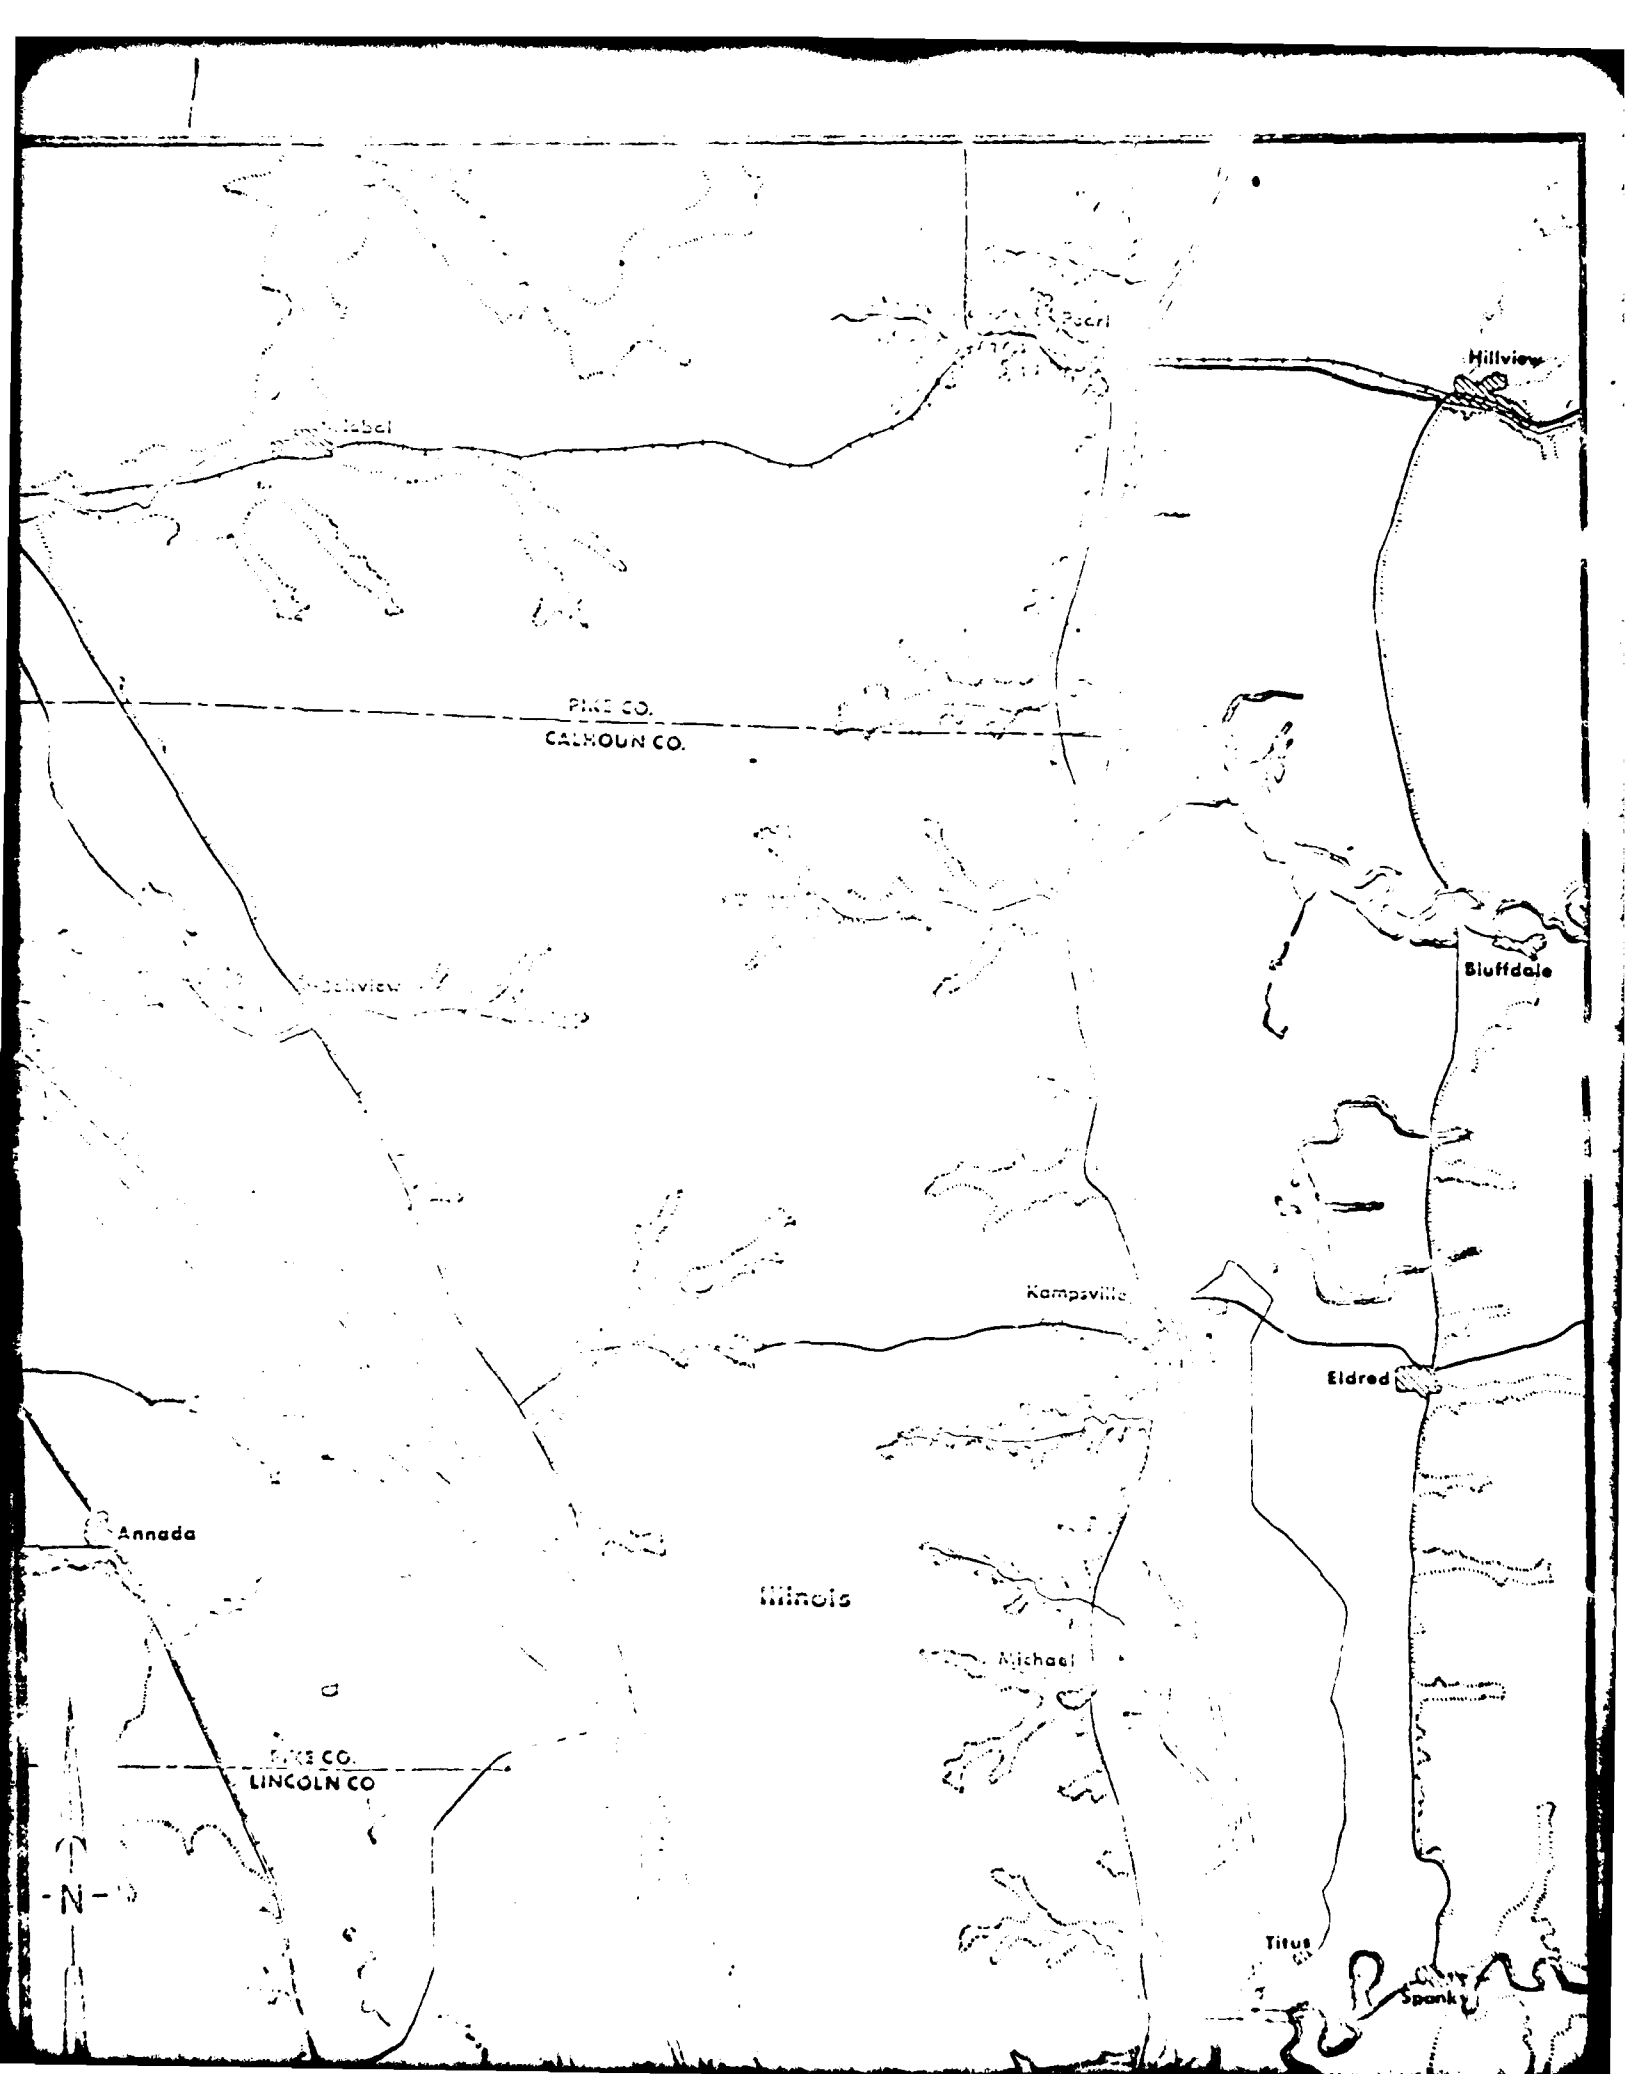 Pearl
Hillview
PIKE CO.
CALHOUN CO.
Bluffdale
Kampsville
Eldred
Annada
Illinois
Michael
PIKE CO.
LINCOLN CO
N
Titus
Spanky